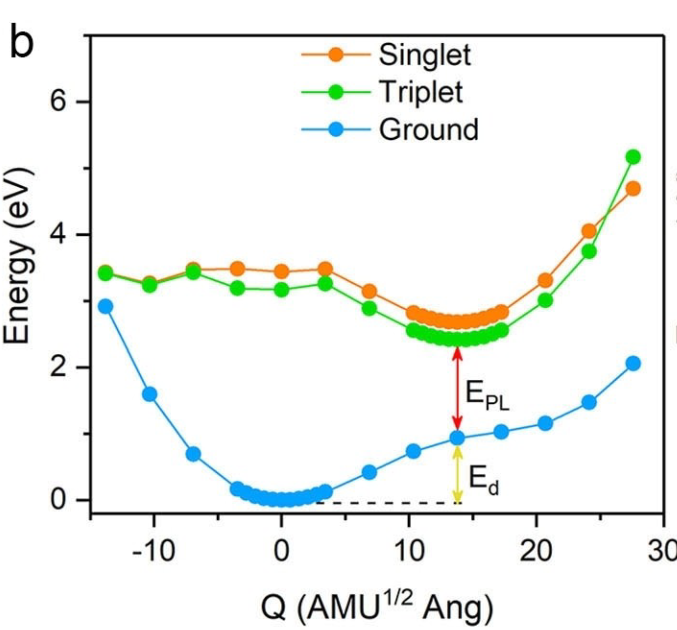 b
Singlet
Triplet
Ground
Energy (eV)
6
4
2
0
E_PL
E_d
-10 0 10 20 30
Q (AMU^1/2 Ang)